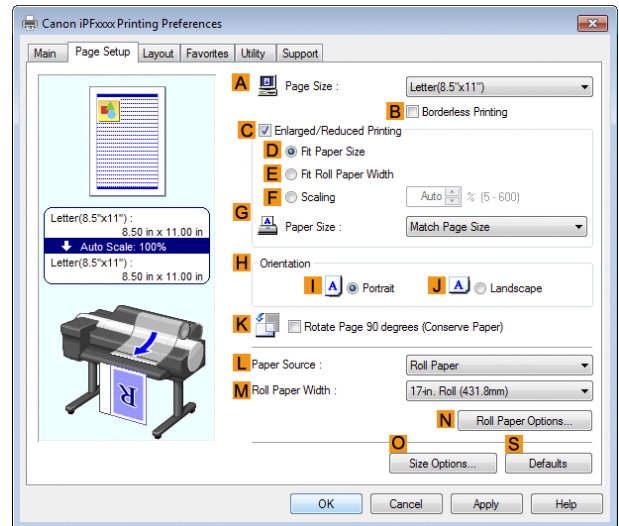 Canon iPFxxxx Printing Preferences
Main Page Setup Layout Favorites Utility Support
A Page Size : Letter(8.5"x11")
B Borderless Printing
C Enlarged/Reduced Printing
D Fit Paper Size
E Fit Roll Paper Width
F Scaling Auto % (5 - 600)
G Paper Size : Match Page Size
Letter(8.5"x11") :
8.50 in x 11.00 in
Auto Scale: 100%
Letter(8.5"x11") :
8.50 in x 11.00 in
H Orientation
I A Portrait J A Landscape
K Rotate Page 90 degrees (Conserve Paper)
L Paper Source : Roll Paper
M Roll Paper Width : 17-in. Roll (431.8mm)
R
N Roll Paper Options...
O S
Size Options... Defaults
OK Cancel Apply Help